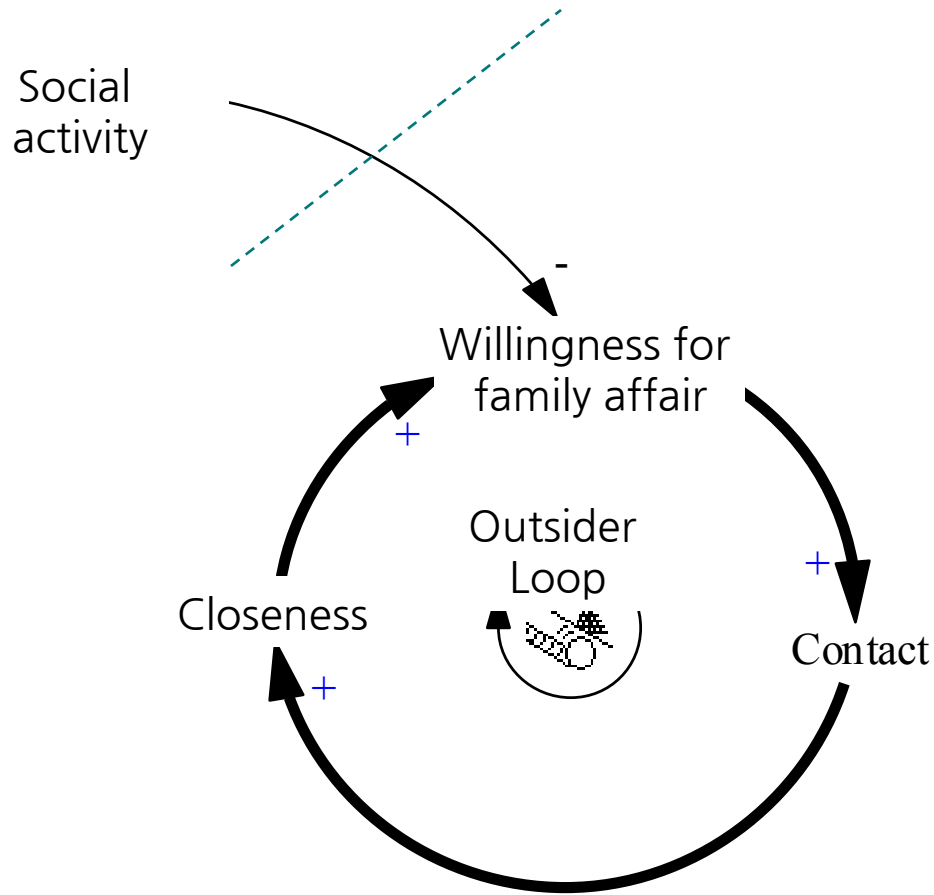 Social
activity
-
Willingness for
family affair
+
Outsider
Loop
+
Closeness
Contact
+